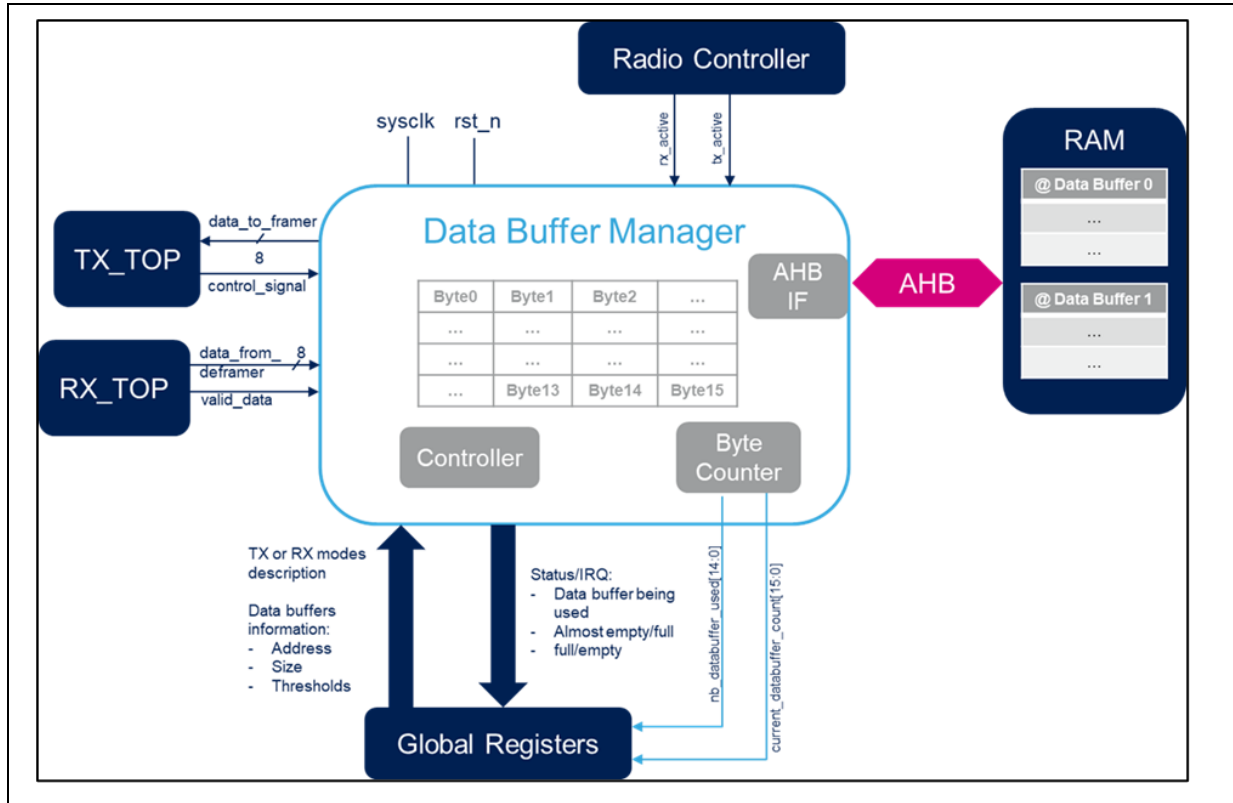 Radio Controller
sysclk
rst_n
rx_active
tx_active
RAM
@ Data Buffer 0
...
...
@ Data Buffer 1
...
...
TX_TOP
data_to_framer
8
control_signal
RX_TOP
data_from_
8
deframer
valid_data
Data Buffer Manager
AHB
IF
AHB
Byte0 Byte1 Byte2 ...
... ... ... ...
... ... ... ...
... Byte13 Byte14 Byte15
Controller
Byte
Counter
TX or RX modes
description
Data buffers
information:
- Address
- Size
- Thresholds
Status/IRQ:
- Data buffer being
used
- Almost empty/full
- full/empty
nb_databuffer_used[14:0]
current_databuffer_count[15:0]
Global Registers